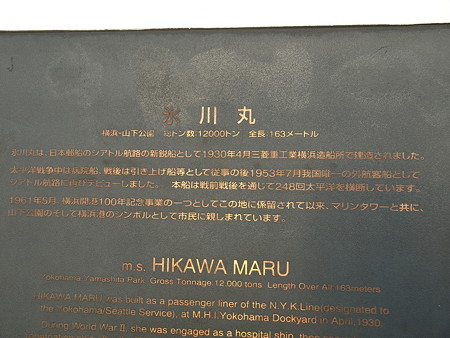 氷川丸
横浜・山下公園 総トン数:12000トン 全長:163メートル
氷川丸は、日本郵船のシアトル航路の新鋭船として1930年4月三菱重工業横浜造船所で建造されました。
太平洋戦争中は病院船、戦後は引き上げ船等として従事の後1953年7月我国唯一の外航客船として
シアトル航路に再びデビューしました。 本船は戦前戦後を通じて248回太平洋を横断しています。
1961年5月、横浜開港100年記念事業の一つとしてこの地に係留されて以来、マリンタワーと共に、
山下公園のそして横浜港のシンボルとして市民に親しまれています。
m.s. HIKAWA MARU
Yokohama-Yamashita Park Gross Tonnage:12,000 tons Length Over All:163meters
HIKAWA MARU was built as a passenger liner of the N.Y.K.Line(designated to
the Yokohama/Seattle Service), at M.H.I.Yokohama Dockyard in April,1930.
During World War II, she was engaged as a hospital ship, then